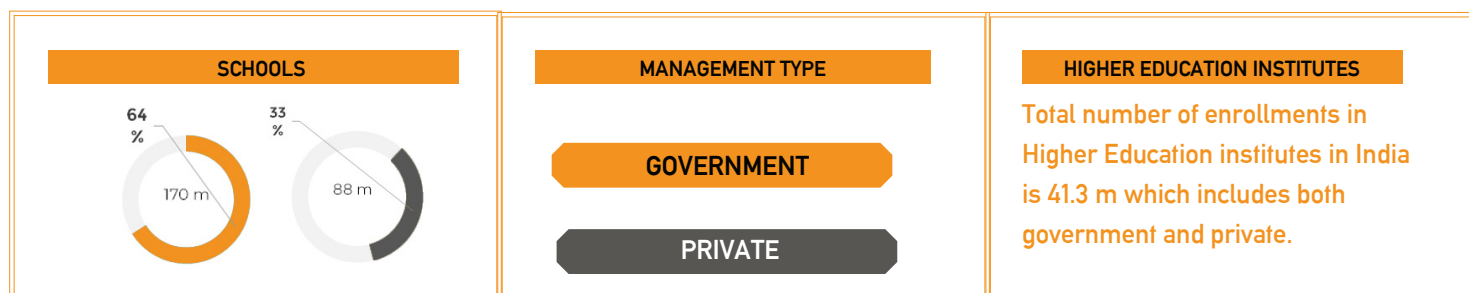 SCHOOLS
64
%
170 m
33
%
88 m
MANAGEMENT TYPE
GOVERNMENT
PRIVATE
HIGHER EDUCATION INSTITUTES
Total number of enrollments in
Higher Education institutes in India
is 41.3 m which includes both
government and private.